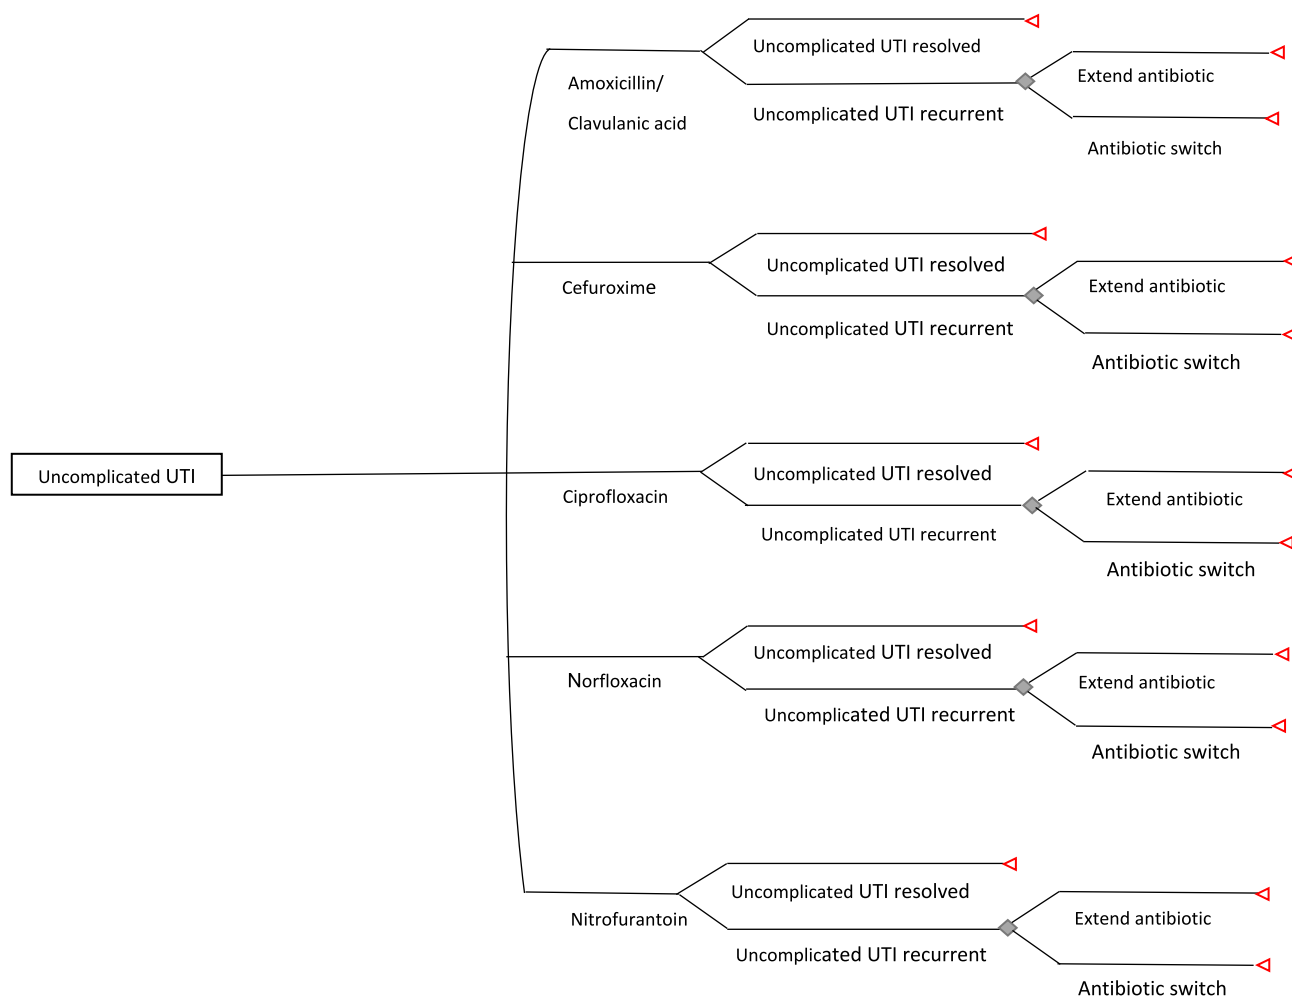 Uncomplicated UTI resolved
Extend antibiotic
Amoxicillin/
Clavulanic acid
Uncomplicated UTI recurrent
Antibiotic switch
Uncomplicated UTI resolved
Extend antibiotic
Cefuroxime
Uncomplicated UTI recurrent
Antibiotic switch
Uncomplicated UTI
Uncomplicated UTI resolved
Extend antibiotic
Ciprofloxacin
Uncomplicated UTI recurrent
Antibiotic switch
Uncomplicated UTI resolved
Extend antibiotic
Norfloxacin
Uncomplicated UTI recurrent
Antibiotic switch
Uncomplicated UTI resolved
Extend antibiotic
Nitrofurantoin
Uncomplicated UTI recurrent
Antibiotic switch